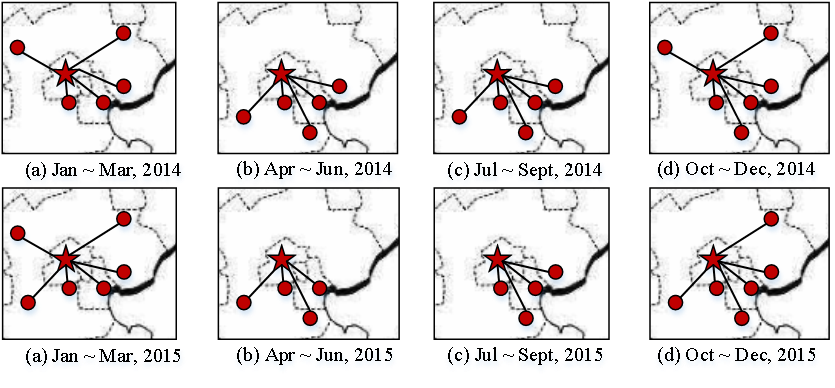 (a) Jan ~ Mar, 2014 (b) Apr ~ Jun, 2014 (c) Jul ~ Sept, 2014 (d) Oct ~ Dec, 2014
(a) Jan ~ Mar, 2015 (b) Apr ~ Jun, 2015 (c) Jul ~ Sept, 2015 (d) Oct ~ Dec, 2015